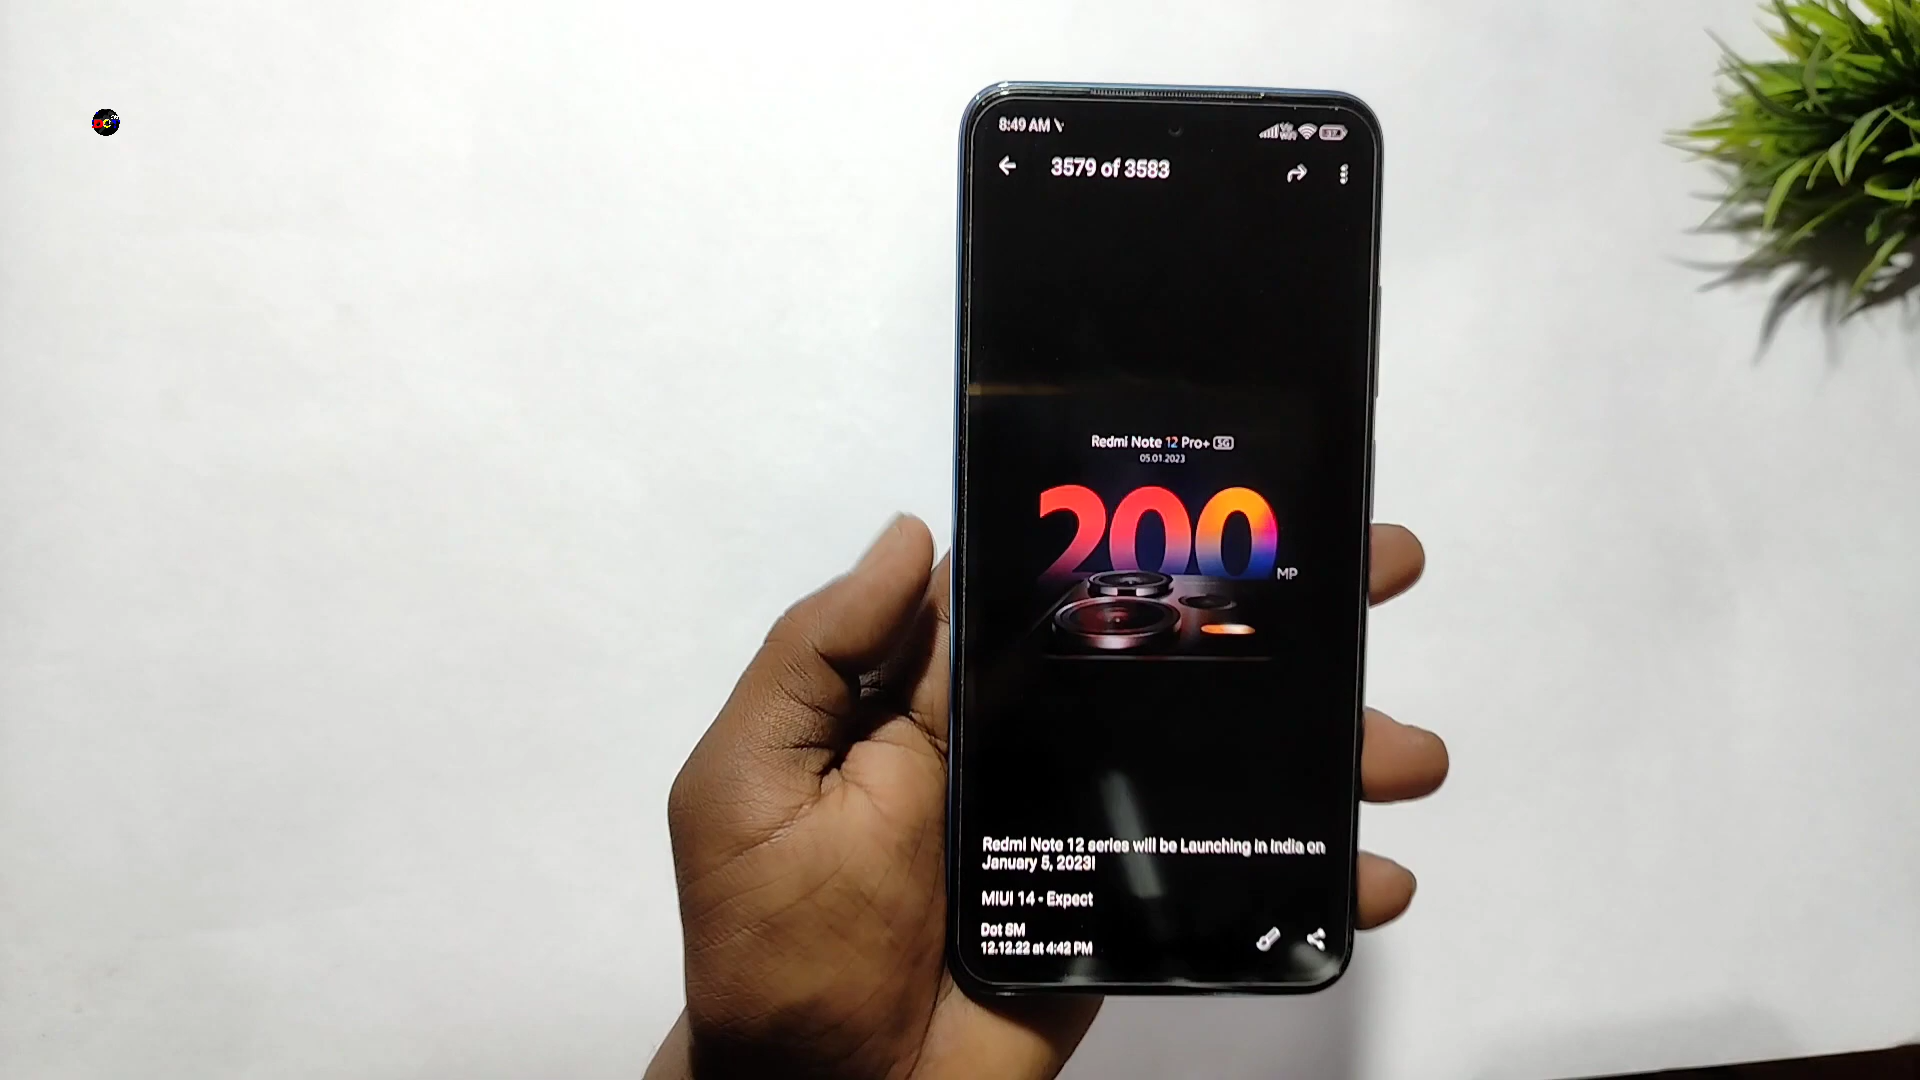 8:49 AM
3579 of 3583
Redmi Note 12 Pro+ 5G
05.01.2023
200
MP
Redmi Note 12 series will be Launching in India on
January 5, 2023!
MIUI 14 - Expect
Dot SM
12.12.22 at 4:42 PM